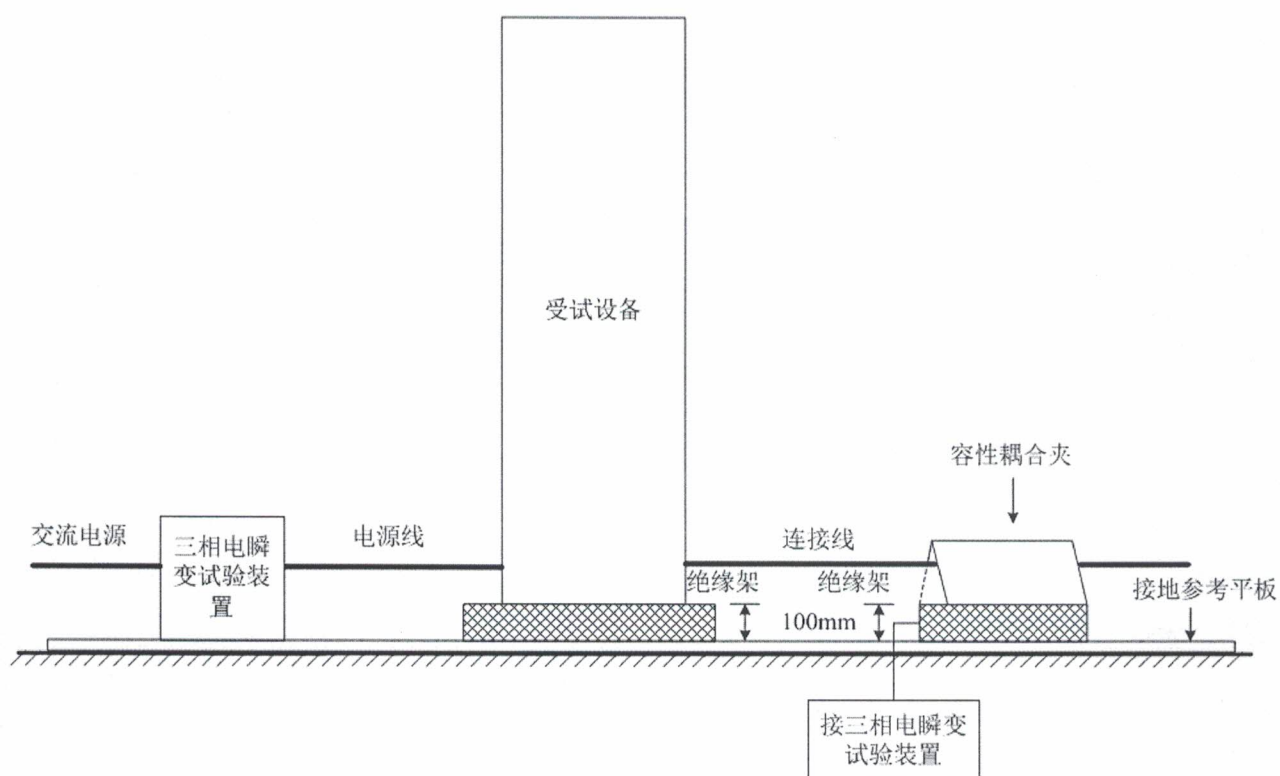 受试设备
容性耦合夹
交流电源
三相电瞬
变试验装
置
电源线
连接线
绝缘架
绝缘架
100mm
接地参考平板
接三相电瞬变
试验装置